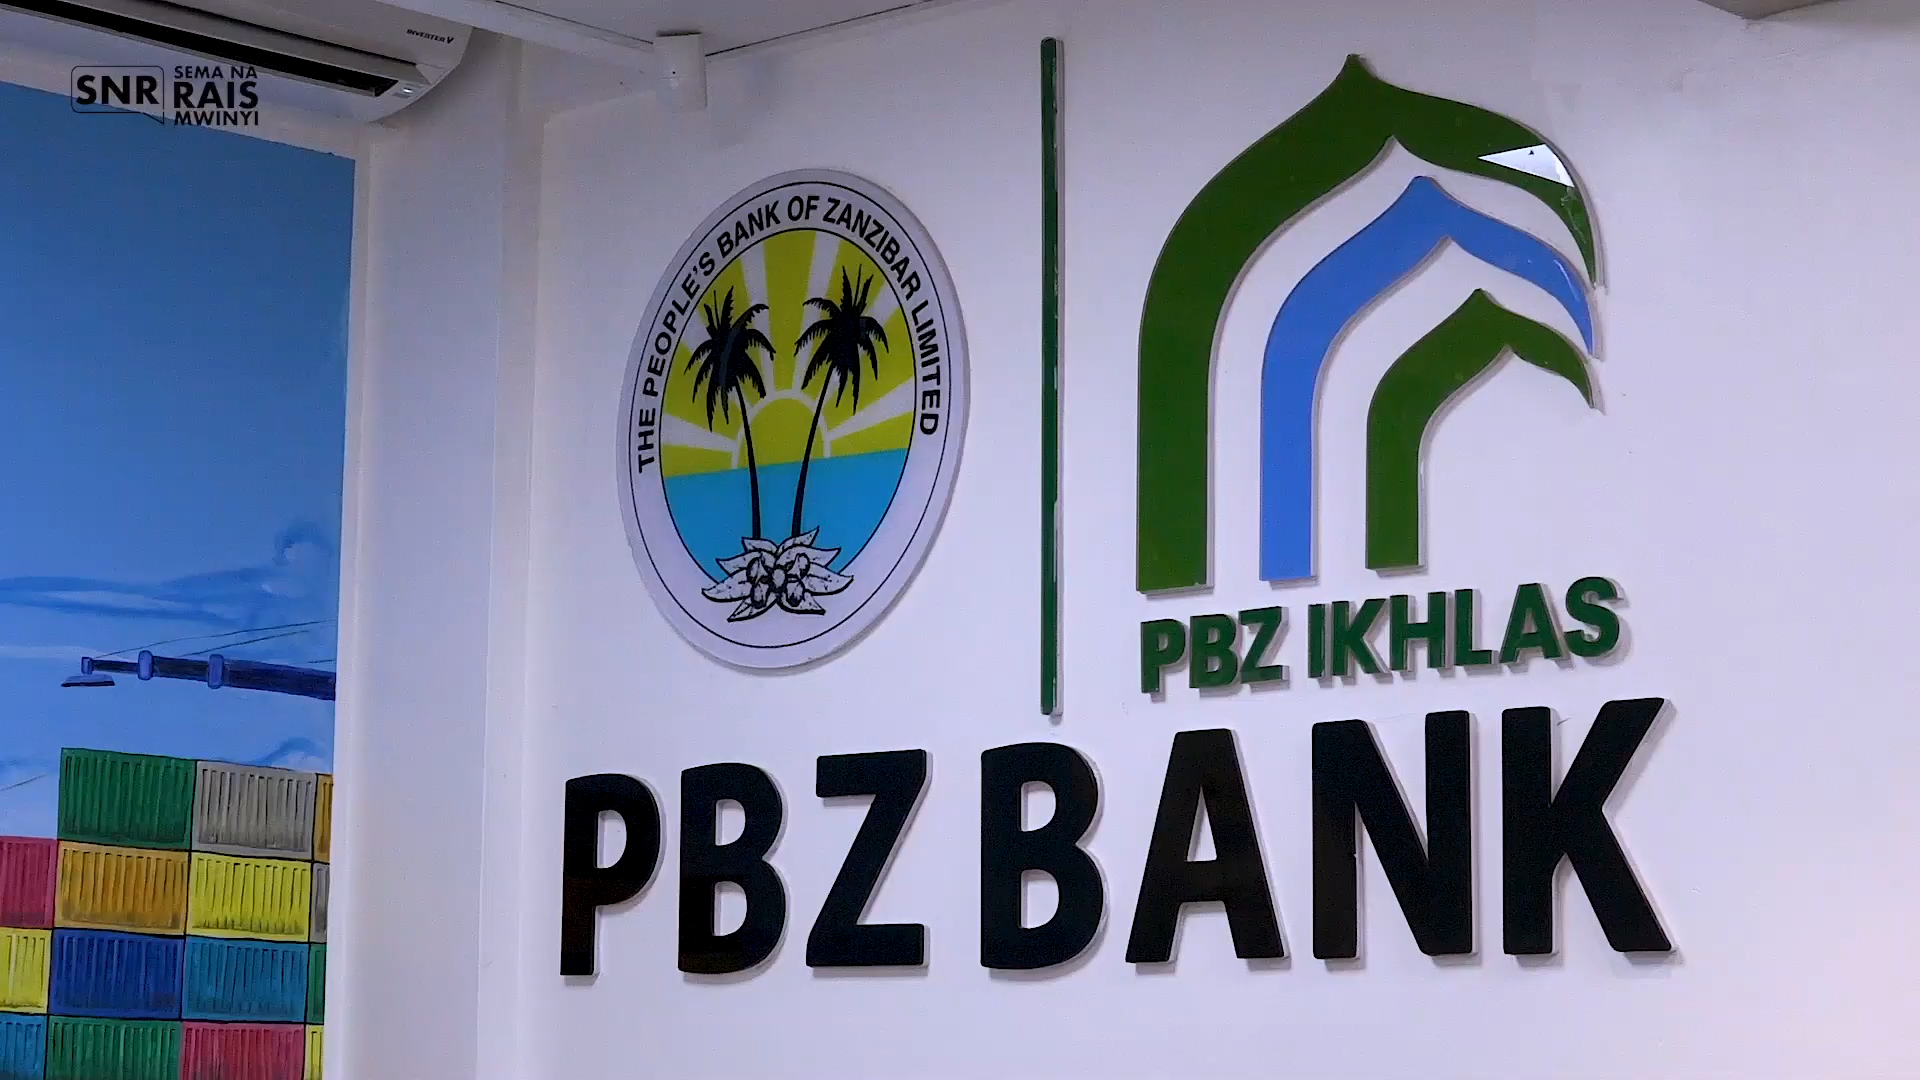 INVERTER V
SNR
SEMA NA
RAIS
MWINYI
THE PEOPLE'S BANK OF ZANZIBAR LIMITED
PBZ IKHLAS
PBZ BANK